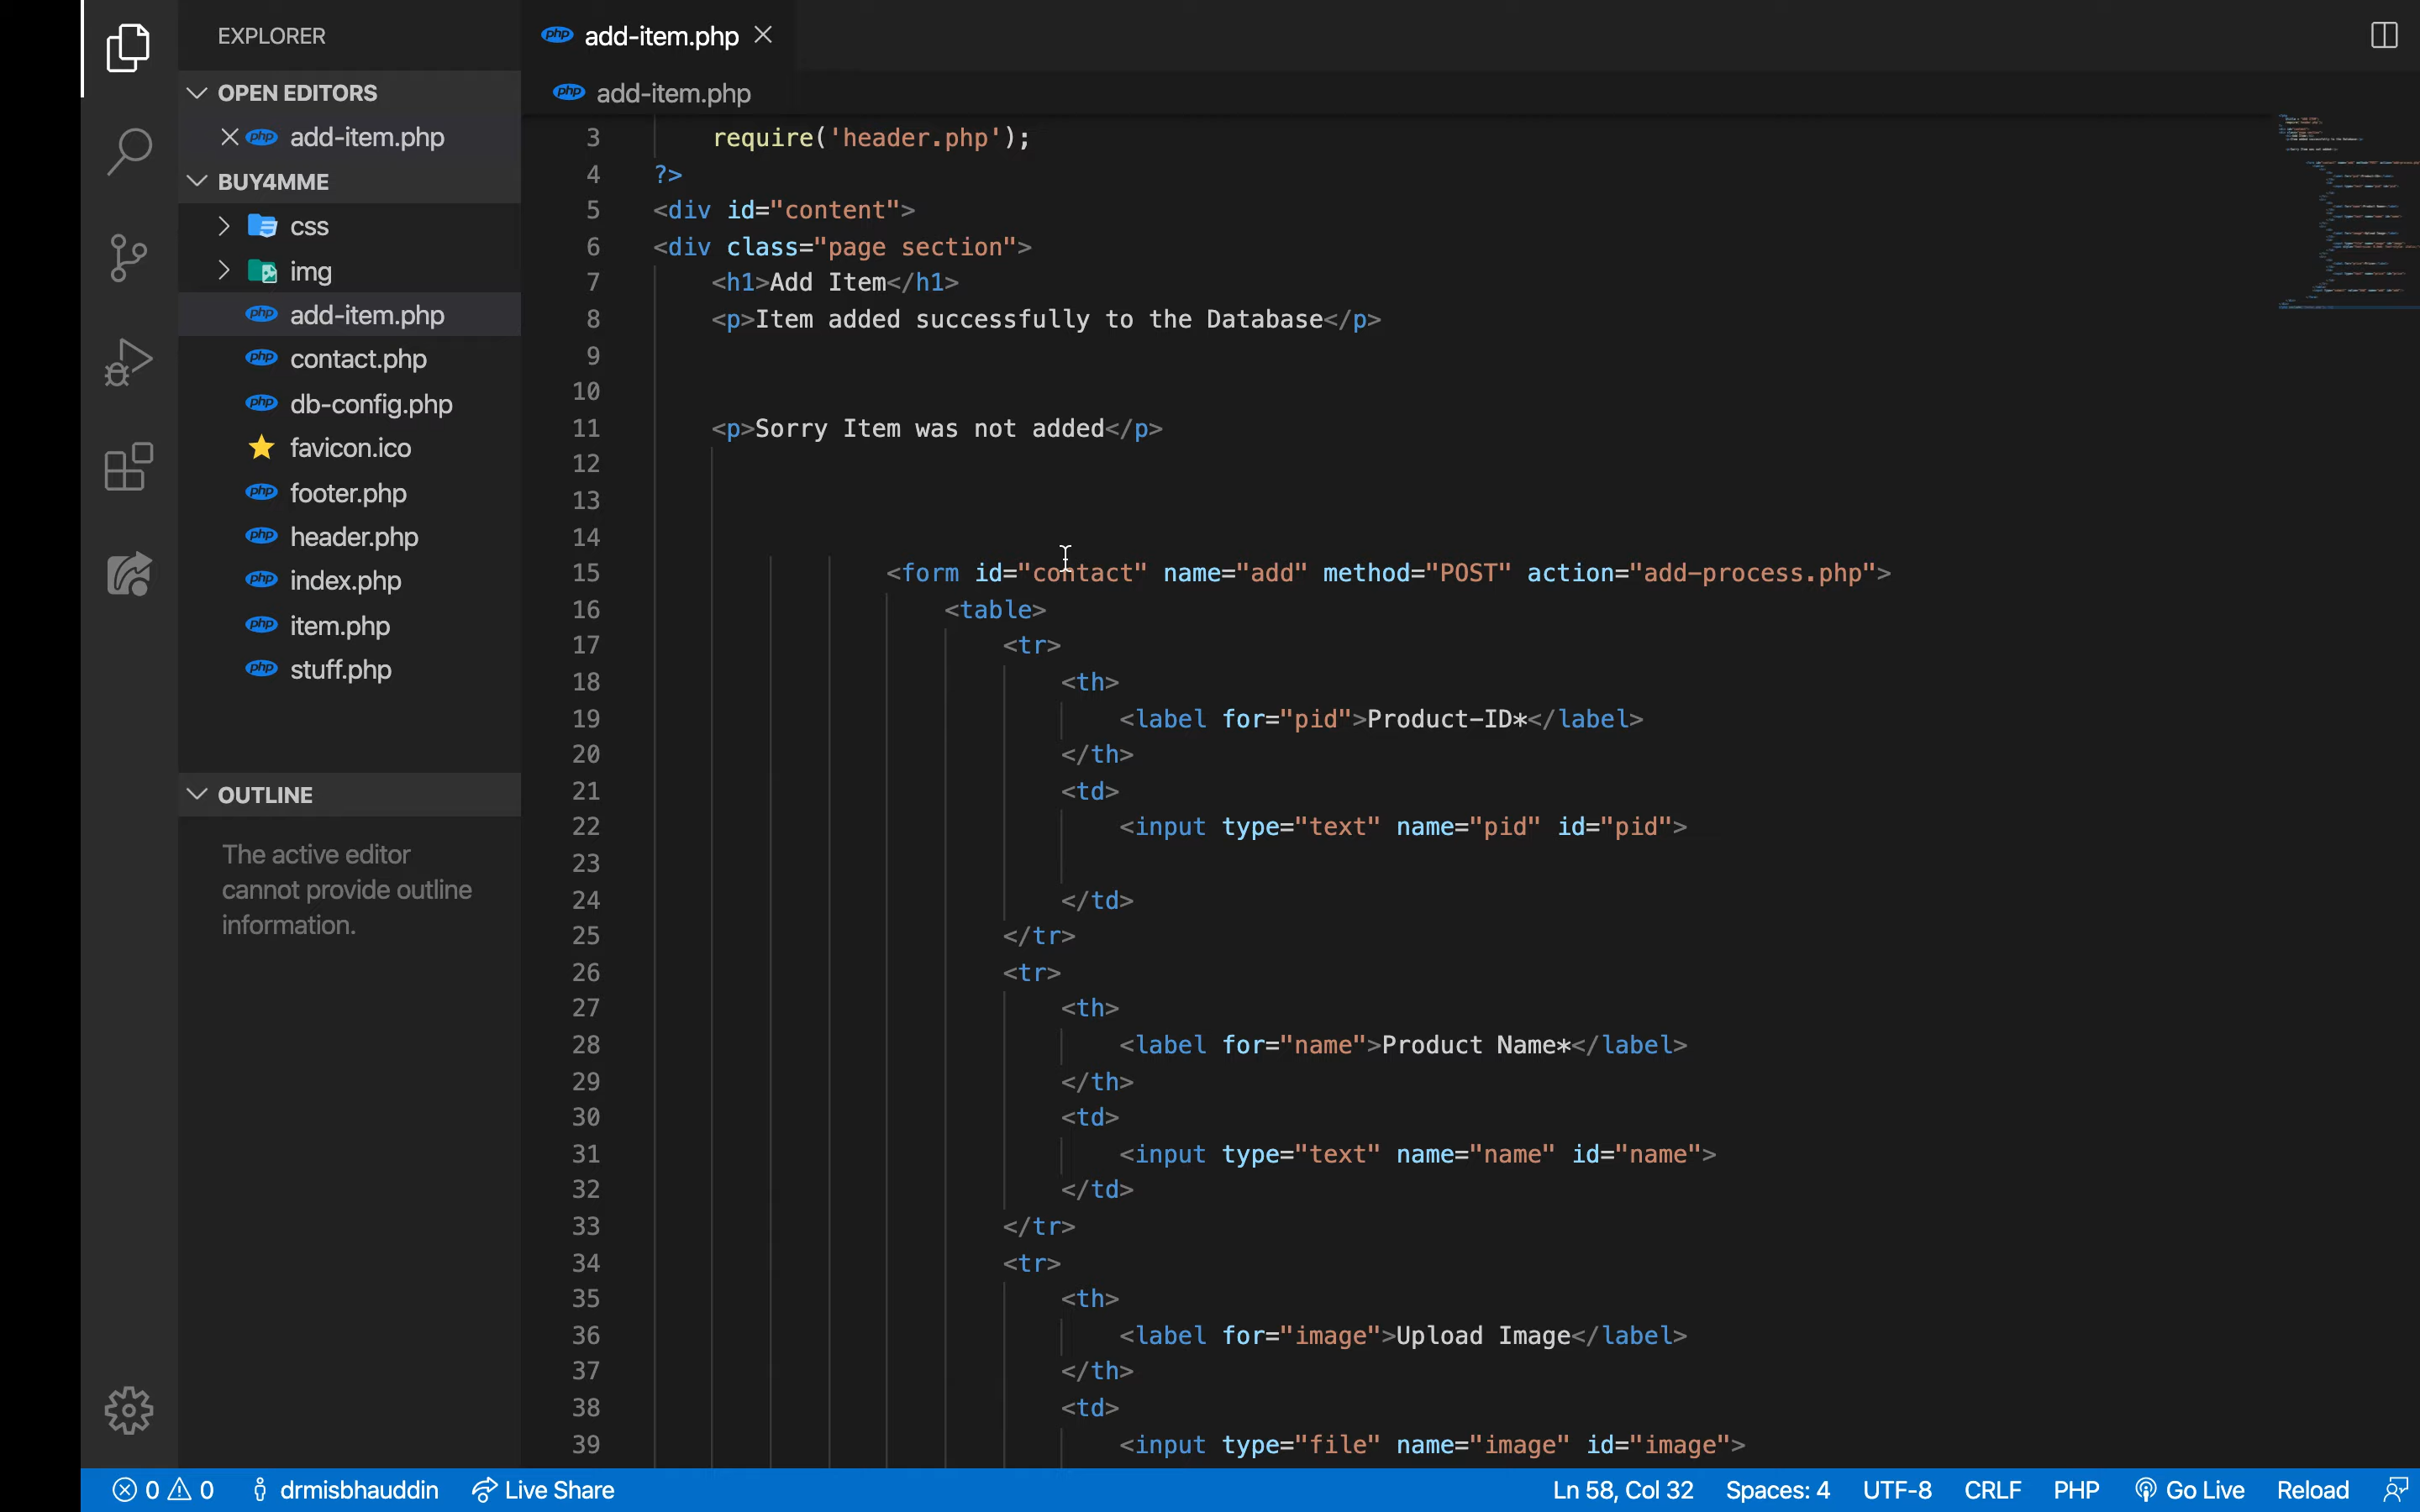 EXPLORER
OPEN EDITORS
add-item.php
BUY4MME
css
img
add-item.php
contact.php
db-config.php
favicon.ico
footer.php
header.php
index.php
item.php
stuff.php
OUTLINE
The active editor
cannot provide outline
information.
php add-item.php
php add-item.php
3 require('header.php');
4 ?>
5 <div id="content">
6 <div class="page section">
7 <h1>Add Item</h1>
8 <p>Item added successfully to the Database</p>
9
10
11 <p>Sorry Item was not added</p>
12
13
14
15 <form id="contact" name="add" method="POST" action="add-process.php">
16 <table>
17 <tr>
18 <th>
19 <label for="pid">Product-ID*</label>
20 </th>
21 <td>
22 <input type="text" name="pid" id="pid">
23
24 </td>
25 </tr>
26 <tr>
27 <th>
28 <label for="name">Product Name*</label>
29 </th>
30 <td>
31 <input type="text" name="name" id="name">
32 </td>
33 </tr>
34 <tr>
35 <th>
36 <label for="image">Upload Image</label>
37 </th>
38 <td>
39 <input type="file" name="image" id="image">
0 0 drmisbhauddin Live Share Ln 58, Col 32 Spaces: 4 UTF-8 CRLF PHP Go Live Reload